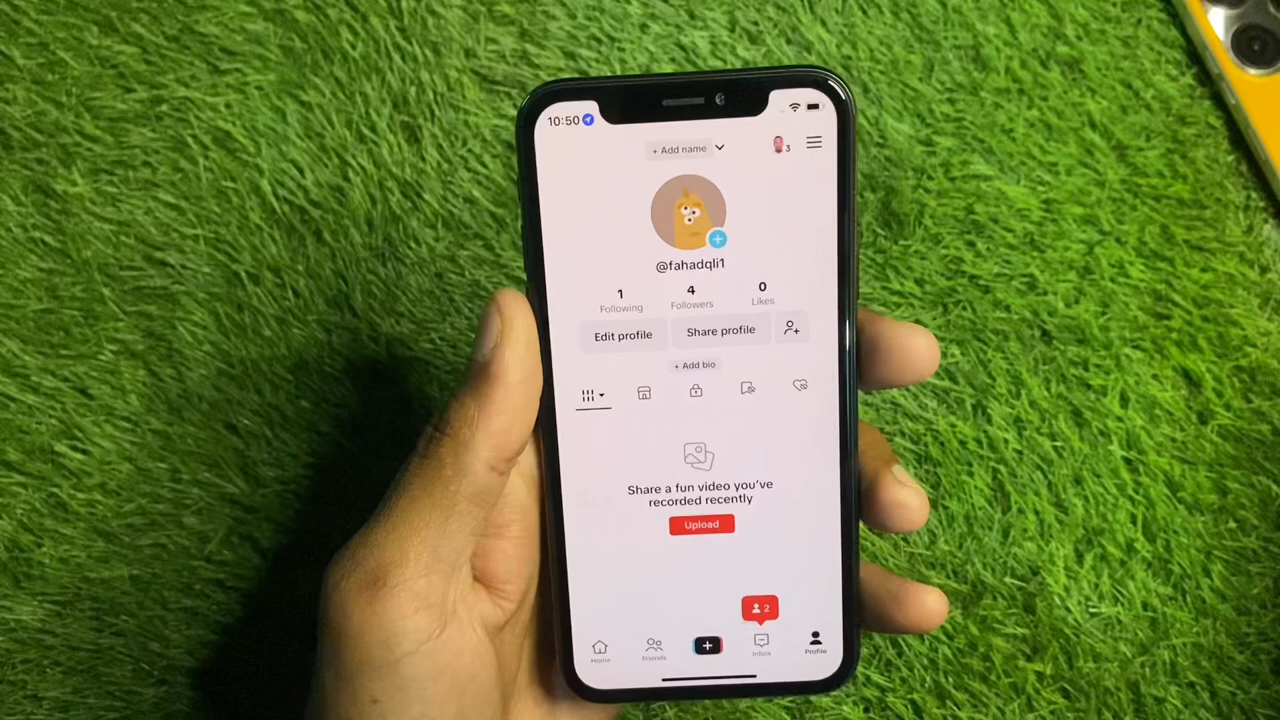 10:50
+ Add name
3
@fahadqli1
1 4 0
Following Followers Likes
Edit profile Share profile
+ Add bio
Share a fun video you've
recorded recently
Upload
2
Home Friends Inbox Profile